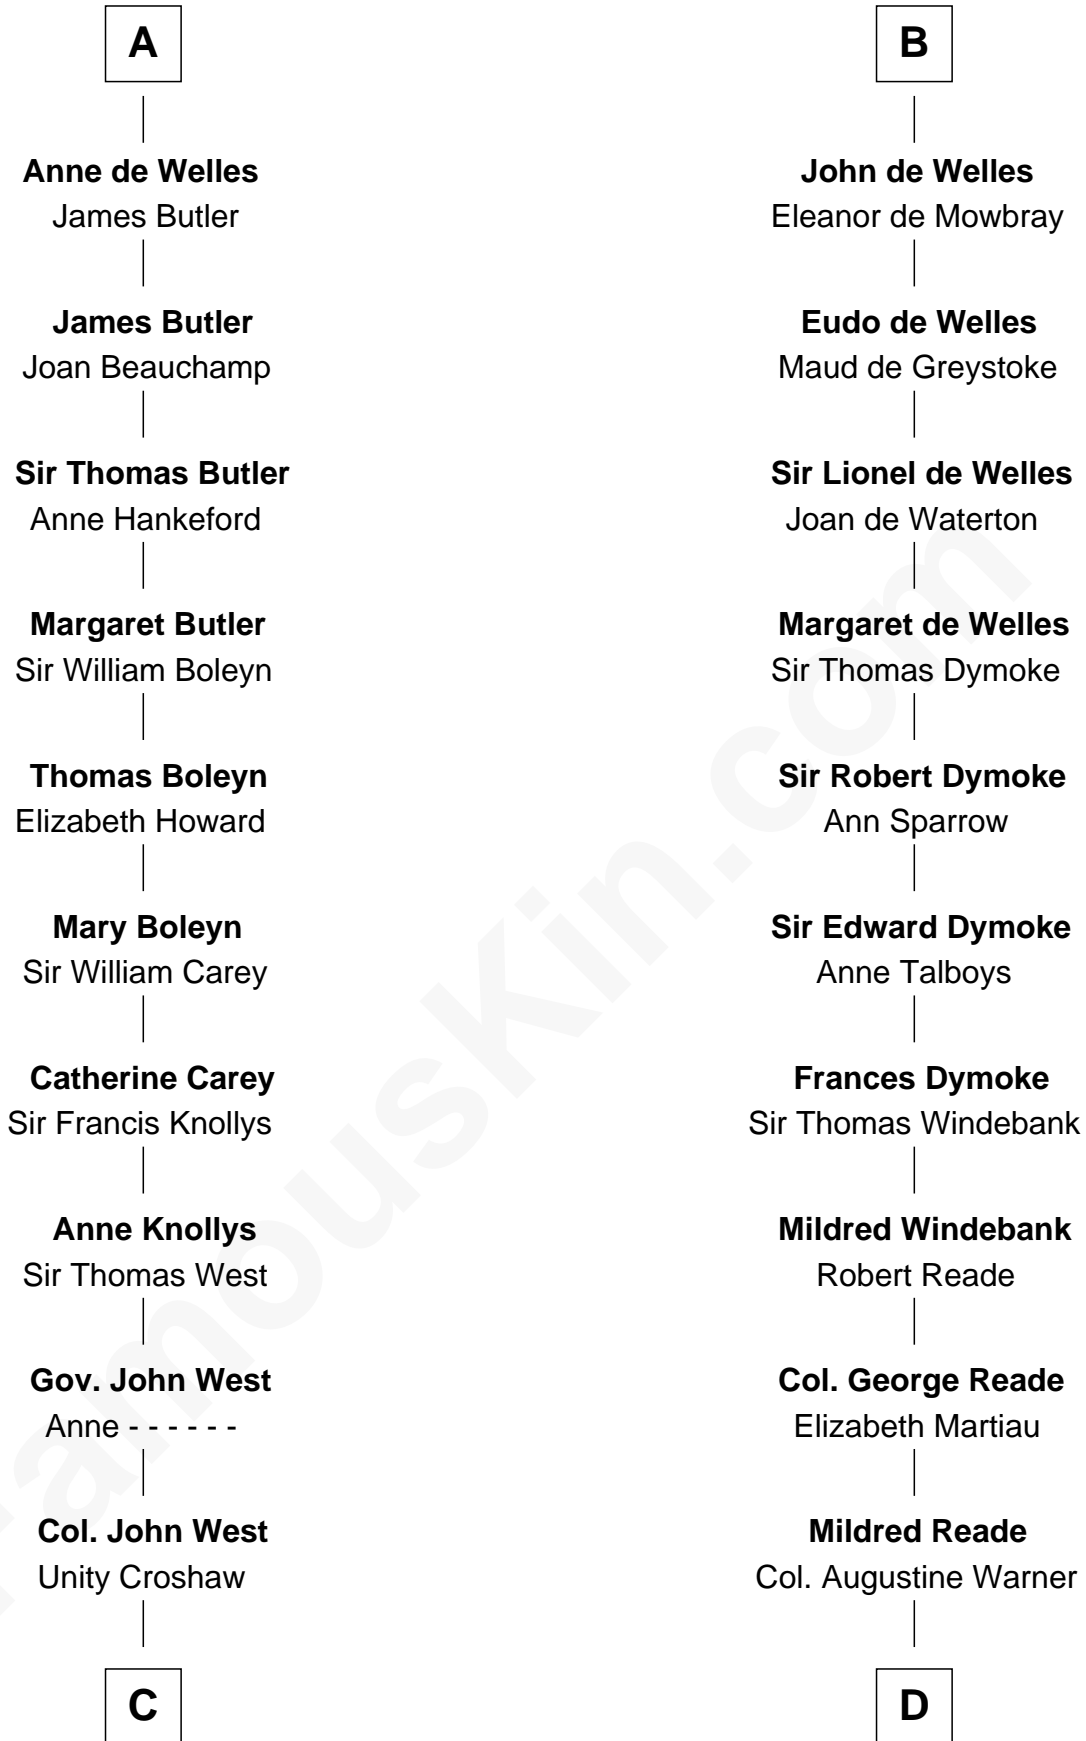 A
Anne de Welles
James Butler
James Butler
Joan Beauchamp
Sir Thomas Butler
Anne Hankeford
Margaret Butler
Sir William Boleyn
Thomas Boleyn
Elizabeth Howard
Mary Boleyn
Sir William Carey
Catherine Carey
Sir Francis Knollys
Anne Knollys
Sir Thomas West
Gov. John West
Anne - - - - - -
Col. John West
Unity Croshaw
C
B
John de Welles
Eleanor de Mowbray
Eudo de Welles
Maud de Greystoke
Sir Lionel de Welles
Joan de Waterton
Margaret de Welles
Sir Thomas Dymoke
Sir Robert Dymoke
Ann Sparrow
Sir Edward Dymoke
Anne Talboys
Frances Dymoke
Sir Thomas Windebank
Mildred Windebank
Robert Reade
Col. George Reade
Elizabeth Martiau
Mildred Reade
Col. Augustine Warner
D
FamousKin.com